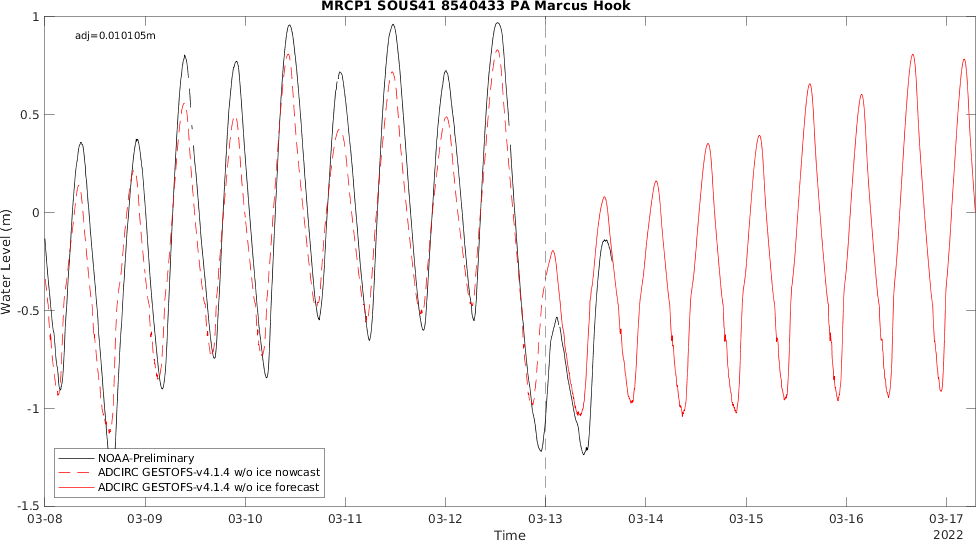 MRCP1 SOUS41 8540433 PA Marcus Hook
adj=0.010105m
1
0.5
0
-0.5
-1
-1.5
Water Level (m)
NOAA-Preliminary
ADCIRC GESTOFS-v4.1.4 w/o ice nowcast
ADCIRC GESTOFS-v4.1.4 w/o ice forecast
03-08 03-09 03-10 03-11 03-12 03-13 03-14 03-15 03-16 03-17
2022
Time